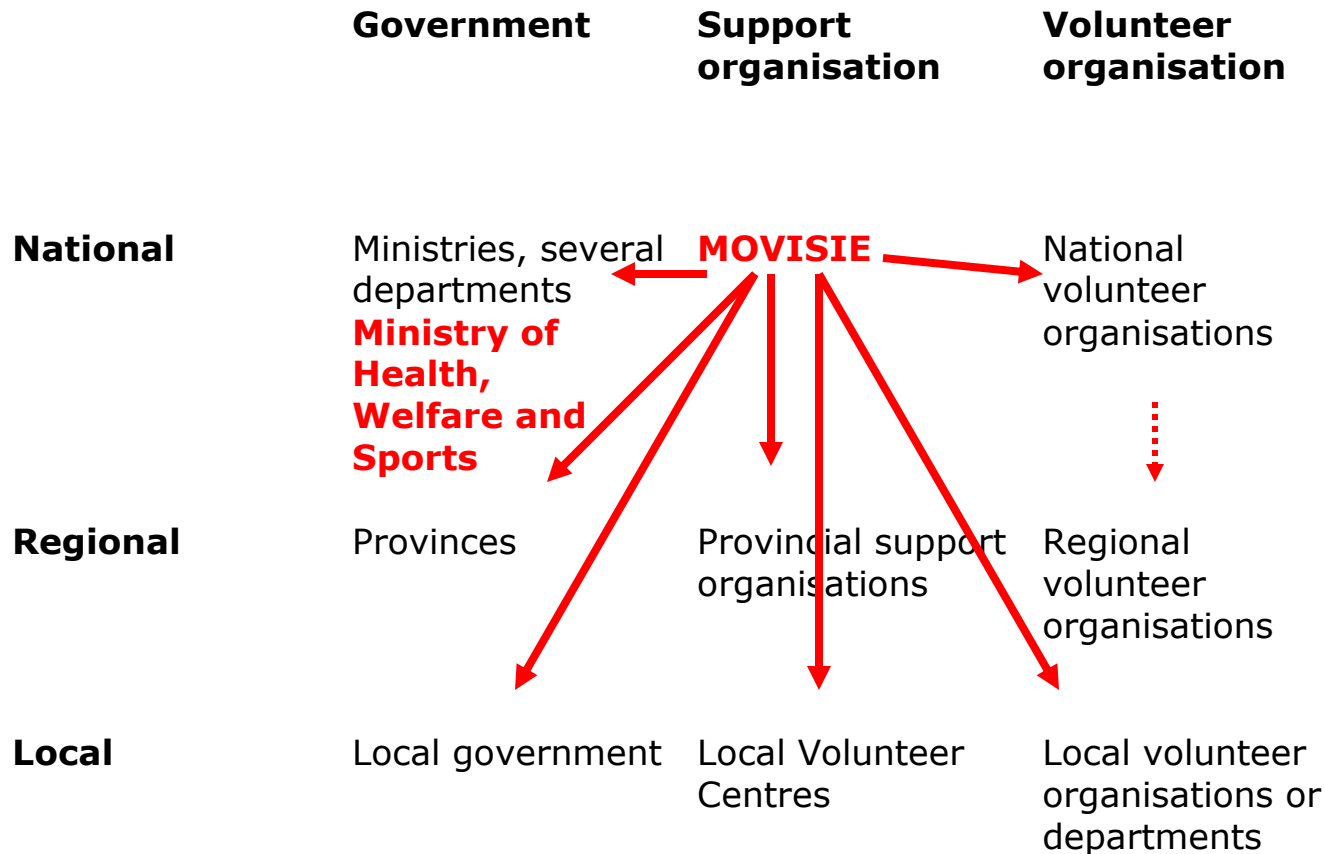 Government
Support
organisation
Volunteer
organisation
National
Ministries, several
departments
Ministry of
Health,
Welfare and
Sports
MOVISIE
National
volunteer
organisations
Regional
Provinces
Provincial support
organisations
Regional
volunteer
organisations
Local
Local government
Local Volunteer
Centres
Local volunteer
organisations or
departments